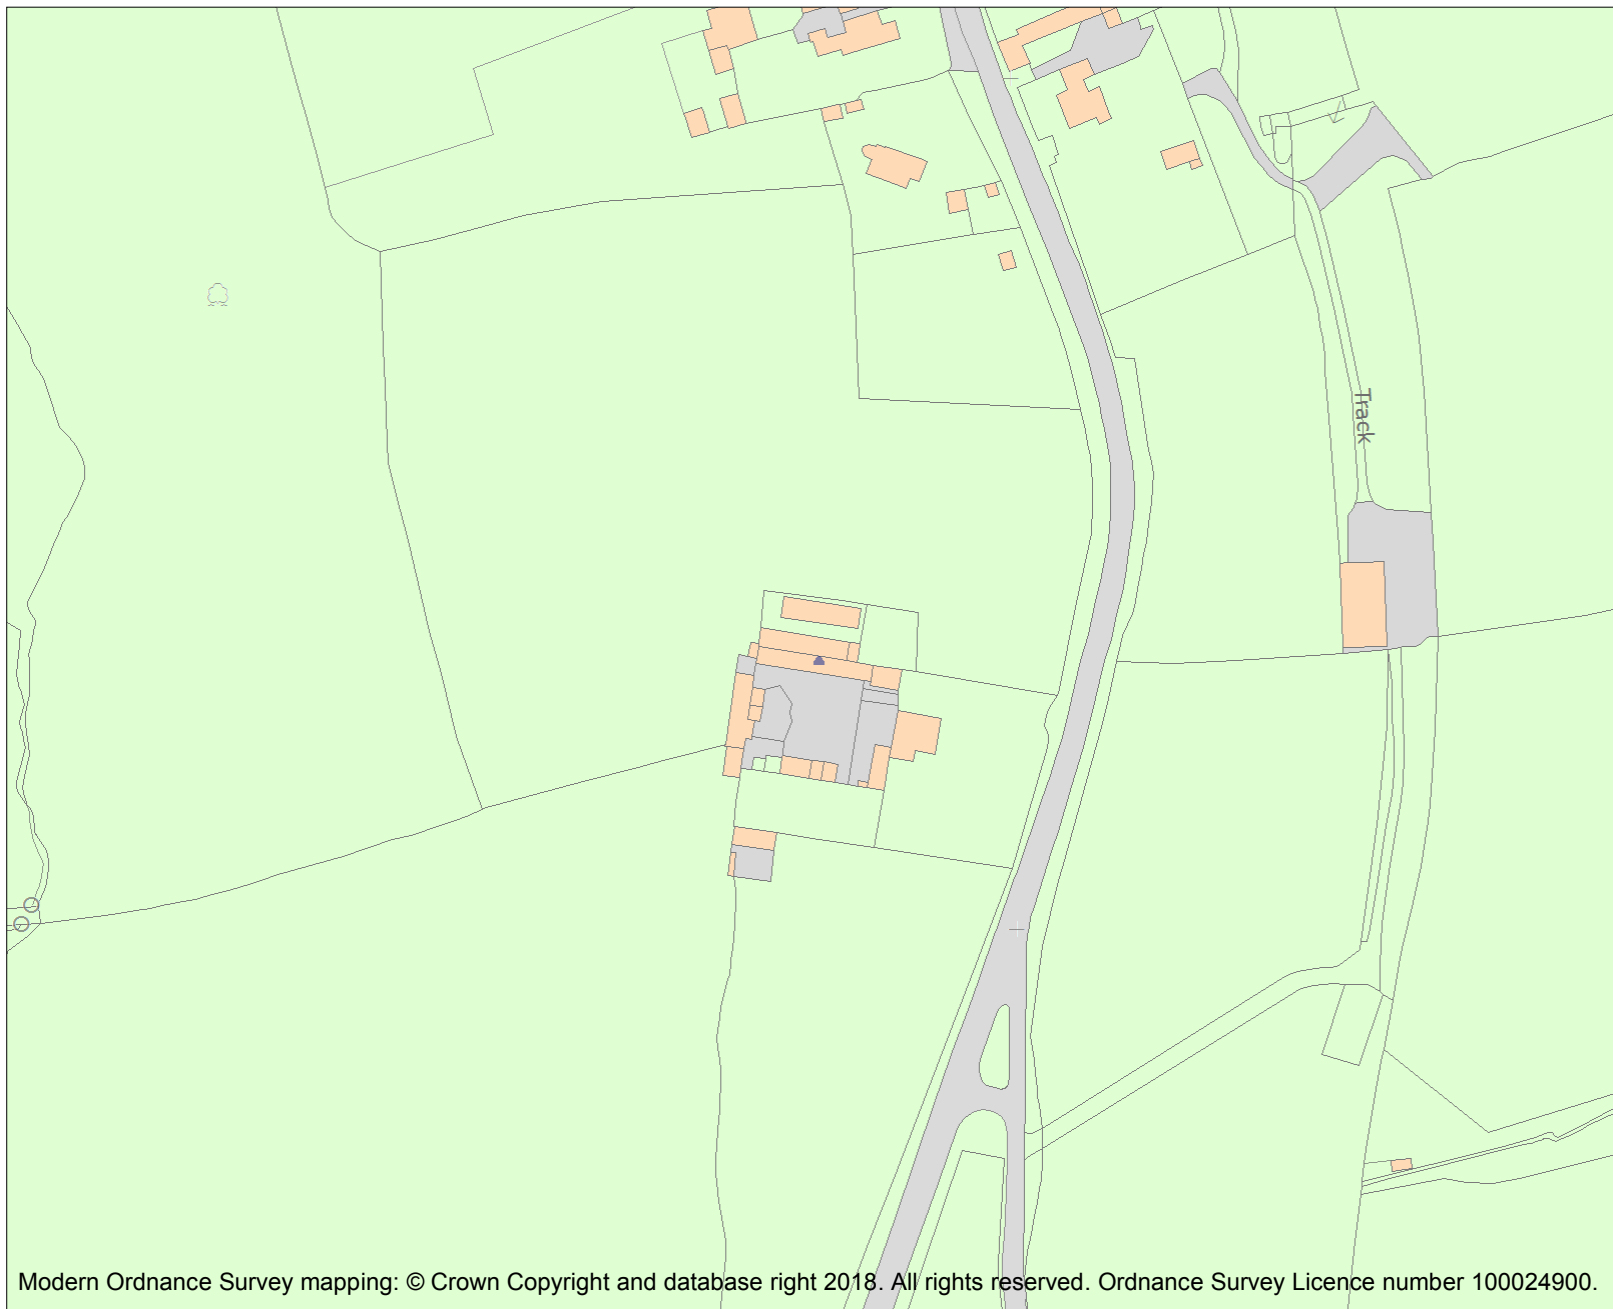 Track
Modern Ordnance Survey mapping: © Crown Copyright and database right 2018. All rights reserved. Ordnance Survey Licence number 100024900.